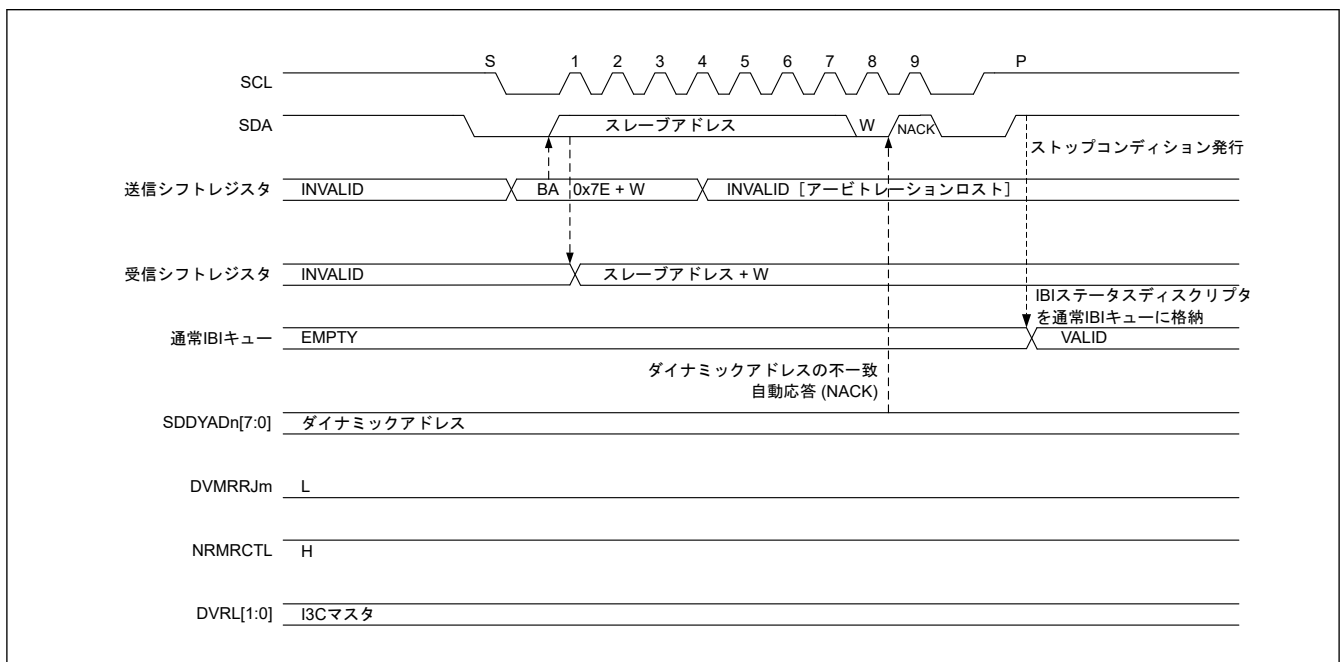 S 1 2 3 4 5 6 7 8 9 P
SCL
SDA スレーブアドレス W NACK
ストップコンディション発行
送信シフトレジスタ INVALID BA 0x7E + W INVALID［アービトレーションロスト］
受信シフトレジスタ INVALID スレーブアドレス + W
IBIステータスディスクリプタ
を通常IBIキューに格納
通常IBIキュー EMPTY VALID
ダイナミックアドレスの不一致
自動応答 (NACK)
SDDYADn[7:0] ダイナミックアドレス
DVMRRJm L
NRMRCTL H
DVRL[1:0] I3Cマスタ